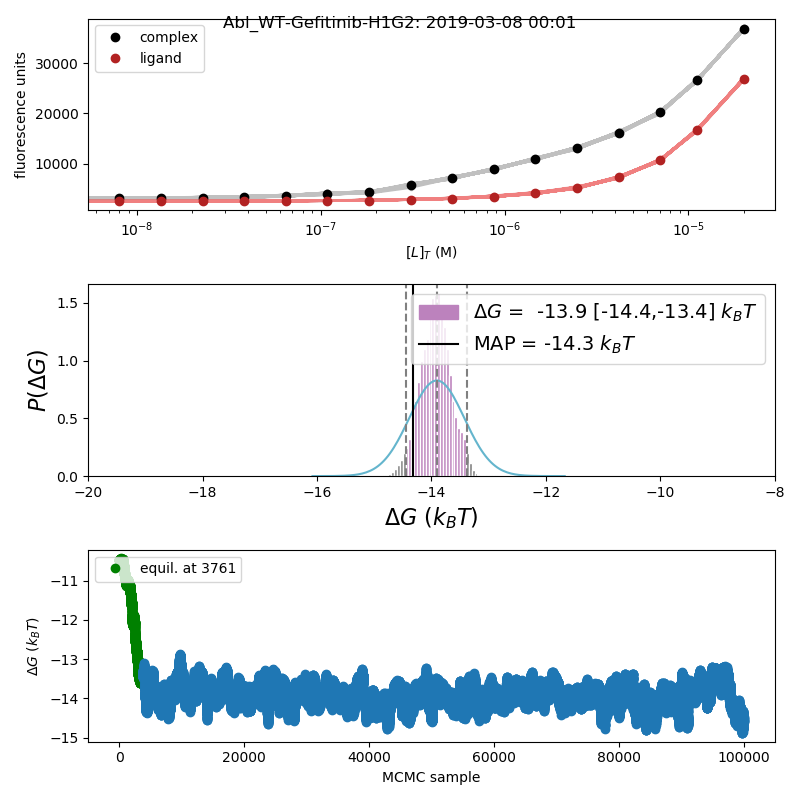 Abl_WT-Gefitinib-H1G2: 2019-03-08 00:01
complex
ligand
fluorescence units
30000
20000
10000
10⁻⁸ 10⁻⁷ 10⁻⁶ 10⁻⁵
[L]_T (M)
ΔG = -13.9 [-14.4,-13.4] k_BT
MAP = -14.3 k_BT
P(ΔG)
1.5
1.0
0.5
0.0
−20 −18 −16 −14 −12 −10 −8
ΔG (k_BT)
equil. at 3761
ΔG (k_BT)
−11
−12
−13
−14
−15
0 20000 40000 60000 80000 100000
MCMC sample